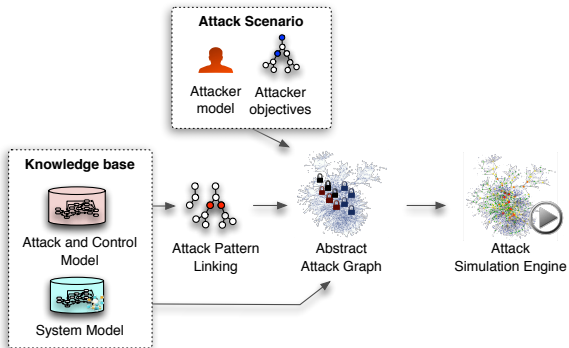 Attack Scenario
Attacker
model
Attacker
objectives
Knowledge base
Attack and Control
Model
System Model
Attack Pattern
Linking
Abstract
Attack Graph
Attack
Simulation Engine